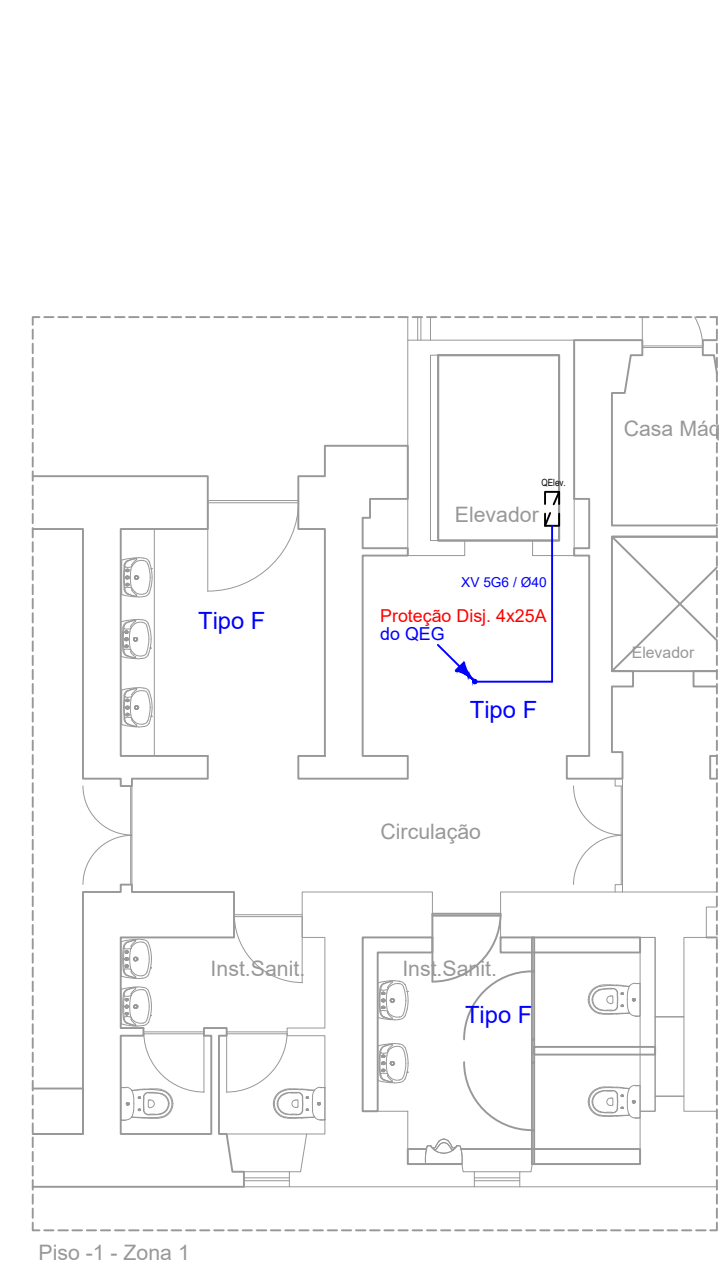 Casa Máq
QElev.
Elevador
XV 5G6 / Ø40
Proteção Disj. 4x25A
do QEG
Tipo F
Elevador
Tipo F
Circulação
Inst.Sanit.
Inst.Sanit.
Tipo F
Piso -1 - Zona 1